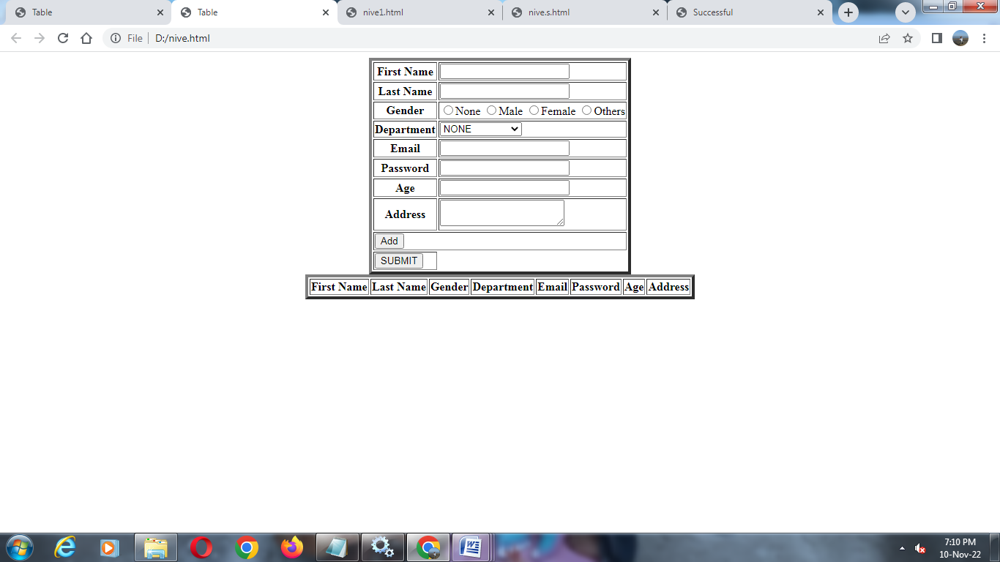 Table
Table
nive1.html
nive.s.html
Successful
File D:/nive.html
First Name
Last Name
Gender None Male Female Others
Department NONE
Email
Password
Age
Address
Add
SUBMIT
First Name Last Name Gender Department Email Password Age Address
7:10 PM
10-Nov-22